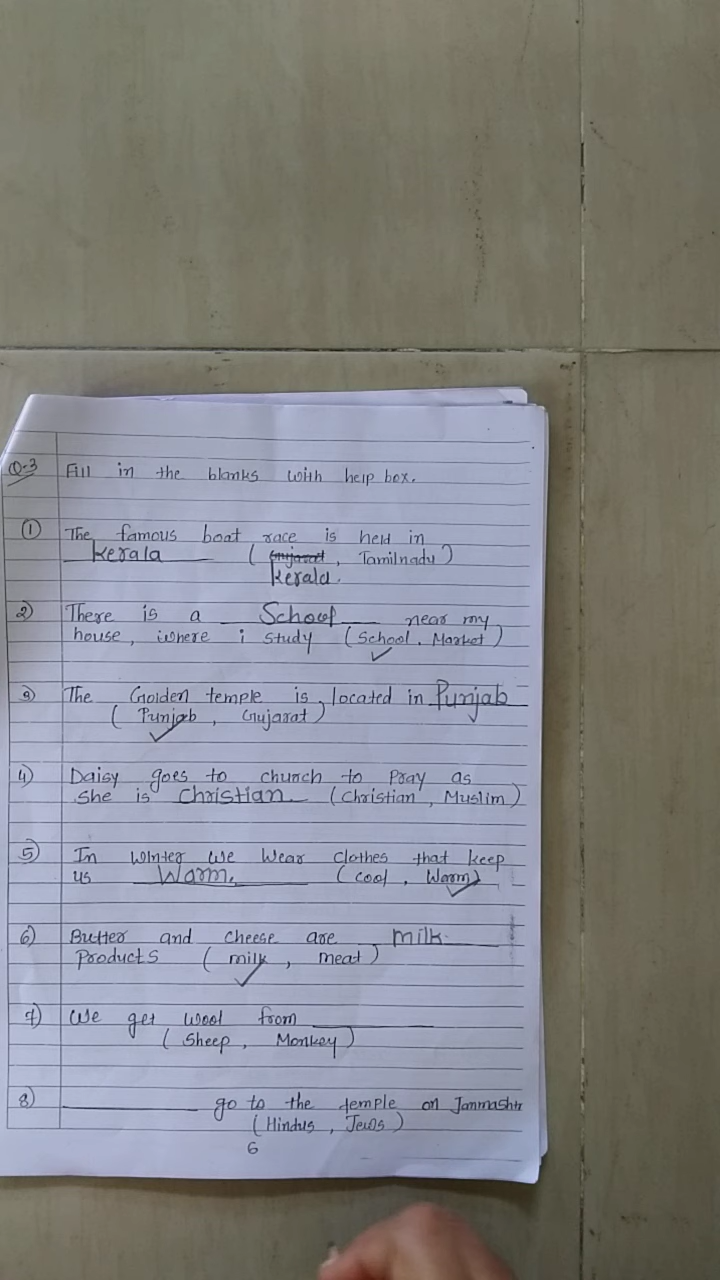 Q-3 Fill in the blanks with help box.
① The famous boat race is held in
Kerala ( Gujarat, Tamilnadu )
Kerala.
2) There is a School near my
house, where i study ( School, Market )
3) The Golden temple is located in Punjab
( Punjab, Gujarat )
4) Daisy goes to church to Pray as
She is Christian ( Christian, Muslim )
5) In winter we wear clothes that keep
us Warm. ( cool, Warm )
6) Butter and cheese are milk.
Products ( milk, meat )
7) We get wool from ________
( Sheep, Monkey )
8) ________ go to the temple on Janmasht
( Hindus, Jews )
6